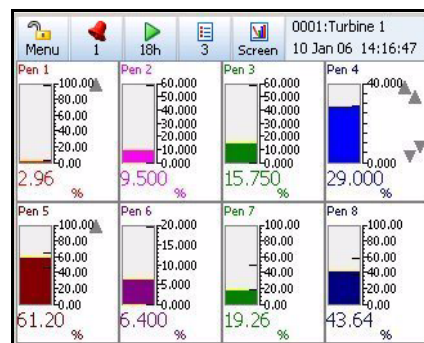 Menu 1 18h 3 Screen 0001:Turbine 1
10 Jan 06 14:16:47
Pen 1 Pen 2 Pen 3 Pen 4
100.00 60.000 60.000 40.000
80.00 50.000 50.000
60.00 40.000 40.000
40.00 30.000 30.000
20.00 20.000 20.000
10.000 10.000
0.00 0.000 0.000 0.000
2.96 9.500 15.750 29.000
% % % %
Pen 5 Pen 6 Pen 7 Pen 8
100.00 20.000 100.00 100.00
80.00 15.000 80.00 80.00
60.00 10.000 60.00 60.00
40.00 5.000 40.00 40.00
20.00 20.00 20.00
0.00 0.000 0.00 0.00
61.20 6.400 19.26 43.64
% % % %